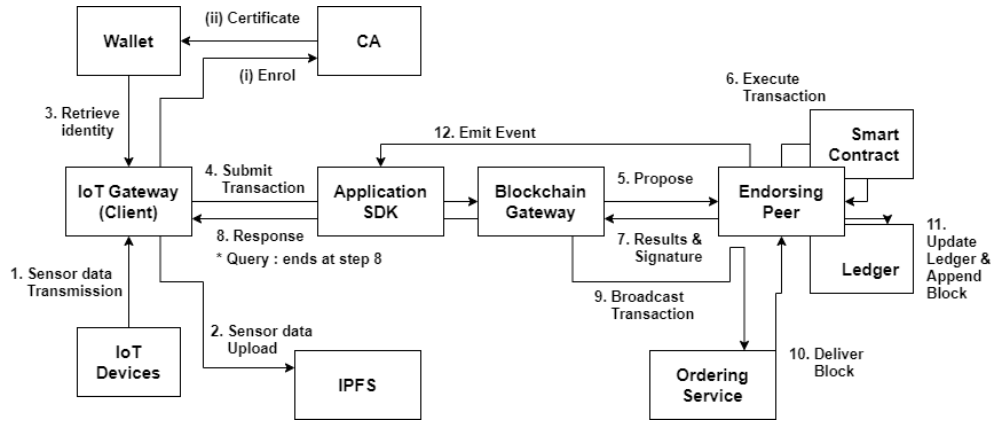 (ii) Certificate
Wallet
CA
(i) Enrol
3. Retrieve
identity
6. Execute
Transaction
Smart
Contract
12. Emit Event
4. Submit
Transaction
5. Propose
IoT Gateway
(Client)
Application
SDK
Blockchain
Gateway
Endorsing
Peer
8. Response
* Query : ends at step 8
7. Results &
Signature
11.
Update
Ledger &
Append
Block
Ledger
1. Sensor data
Transmission
9. Broadcast
Transaction
2. Sensor data
Upload
IoT
Devices
IPFS
Ordering
Service
10. Deliver
Block